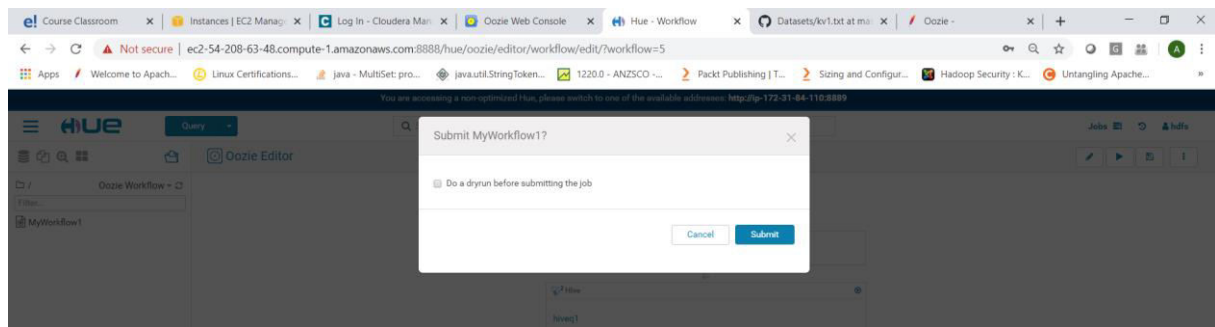 Course Classroom
Instances | EC2 Manag
Log In - Cloudera Man
Oozie Web Console
Hue - Workflow
Datasets/kv1.txt at ma
Oozie -
Not secure | ec2-54-208-63-48.compute-1.amazonaws.com:8888/hue/oozie/editor/workflow/edit/?workflow=5
Apps Welcome to Apach... Linux Certifications... java - MultiSet: pro... java.util.StringToken... 1220.0 - ANZSCO -... Packt Publishing | T... Sizing and Configur... Hadoop Security : K... Untangling Apache... »
You are accessing a non-optimized Hue, please switch to one of the available addresses: http://ip-172-31-84-110:8889
HUE Query Jobs hdfs
Submit MyWorkflow1?
Oozie Editor
Do a dryrun before submitting the job
/ Oozie Workflow
Filter...
MyWorkflow1
Cancel Submit
Hive
hiveq1